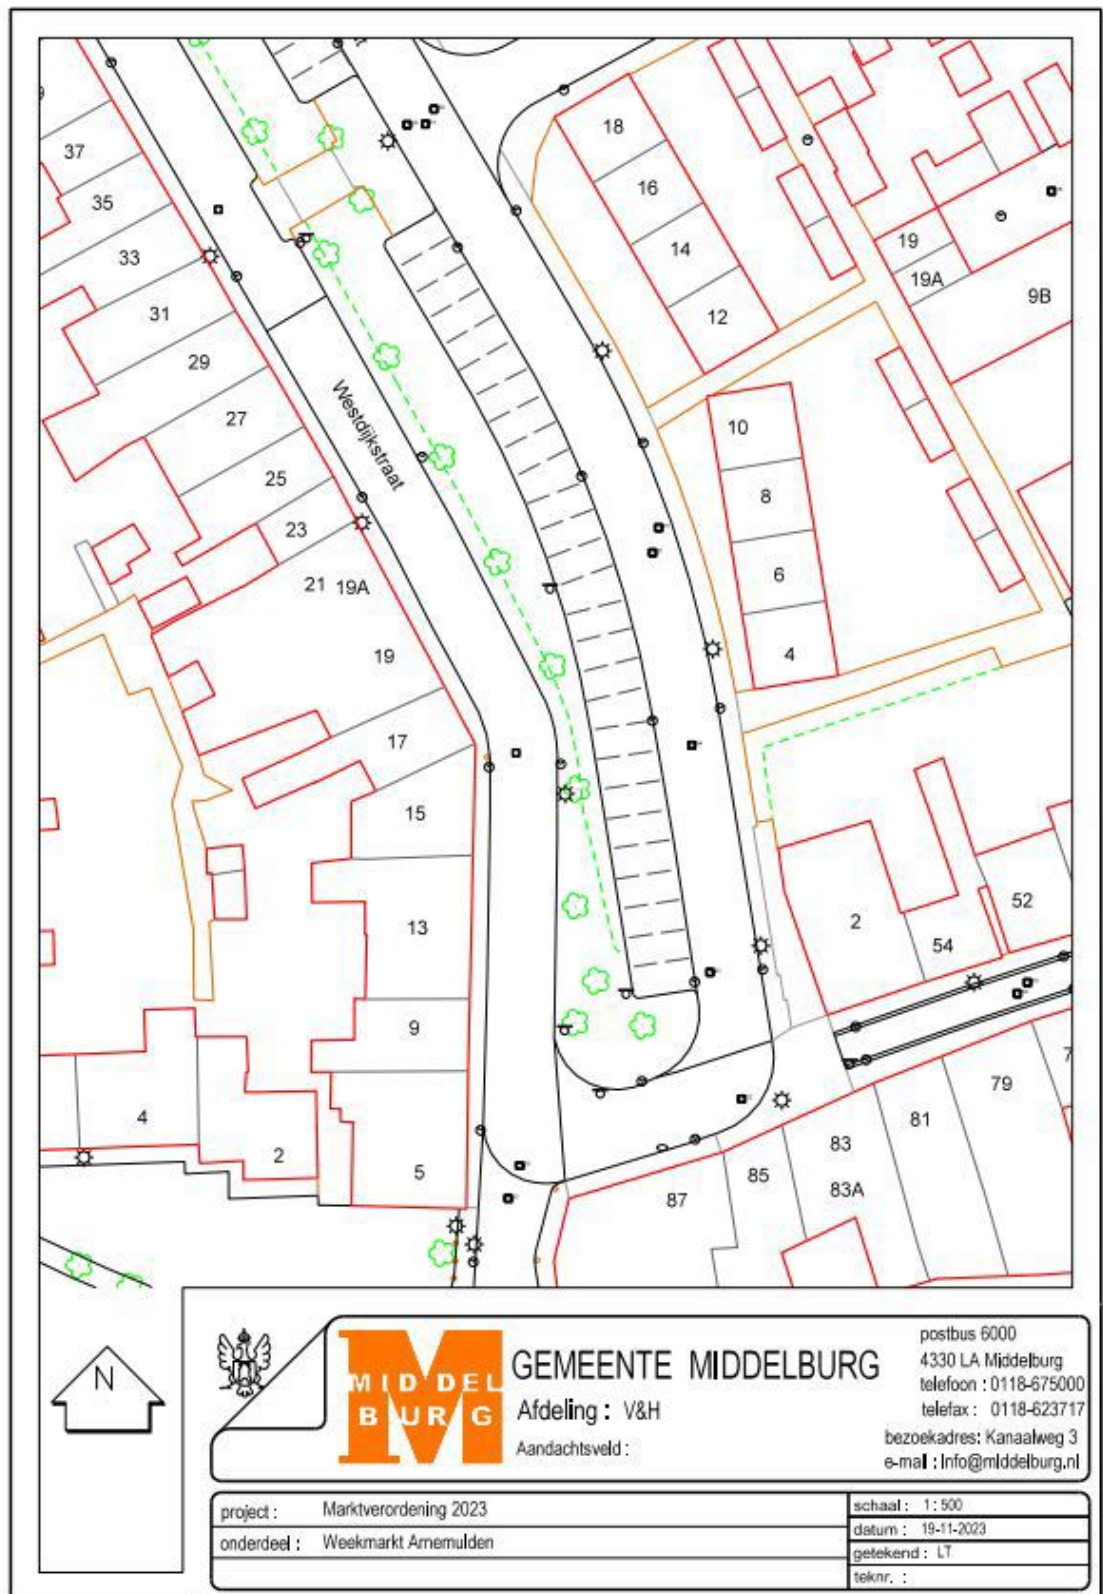 37
35
33
31
29
27
25
23
21 19A
19
17
15
13
9
5
4
2
Westdijkstraat
18
16
14
12
10
8
6
4
19
19A
9B
2
54
52
79
81
83
83A
85
87
N
MIDDEL
BURG
GEMEENTE MIDDELBURG
Afdeling : V&H
Aandachtsveld :
postbus 6000
4330 LA Middelburg
telefoon : 0118-675000
telefax : 0118-623717
bezoekadres: Kanaalweg 3
e-mail : Info@middelburg.nl
project : Marktverordening 2023
onderdeel : Weekmarkt Arnemuiden
schaal : 1 : 500
datum : 19-11-2023
getekend : LT
teknr. :